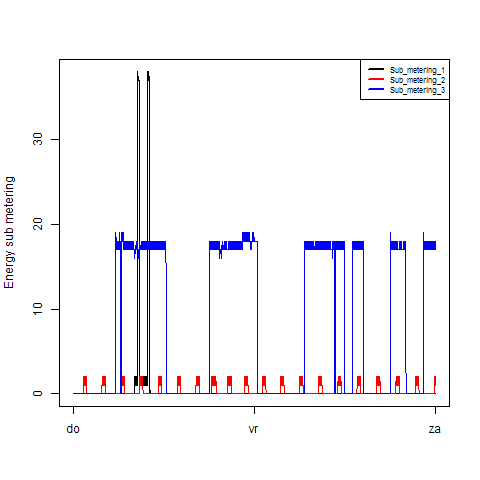 Sub_metering_1
Sub_metering_2
Sub_metering_3
Energy sub metering
30
20
10
0
do vr za